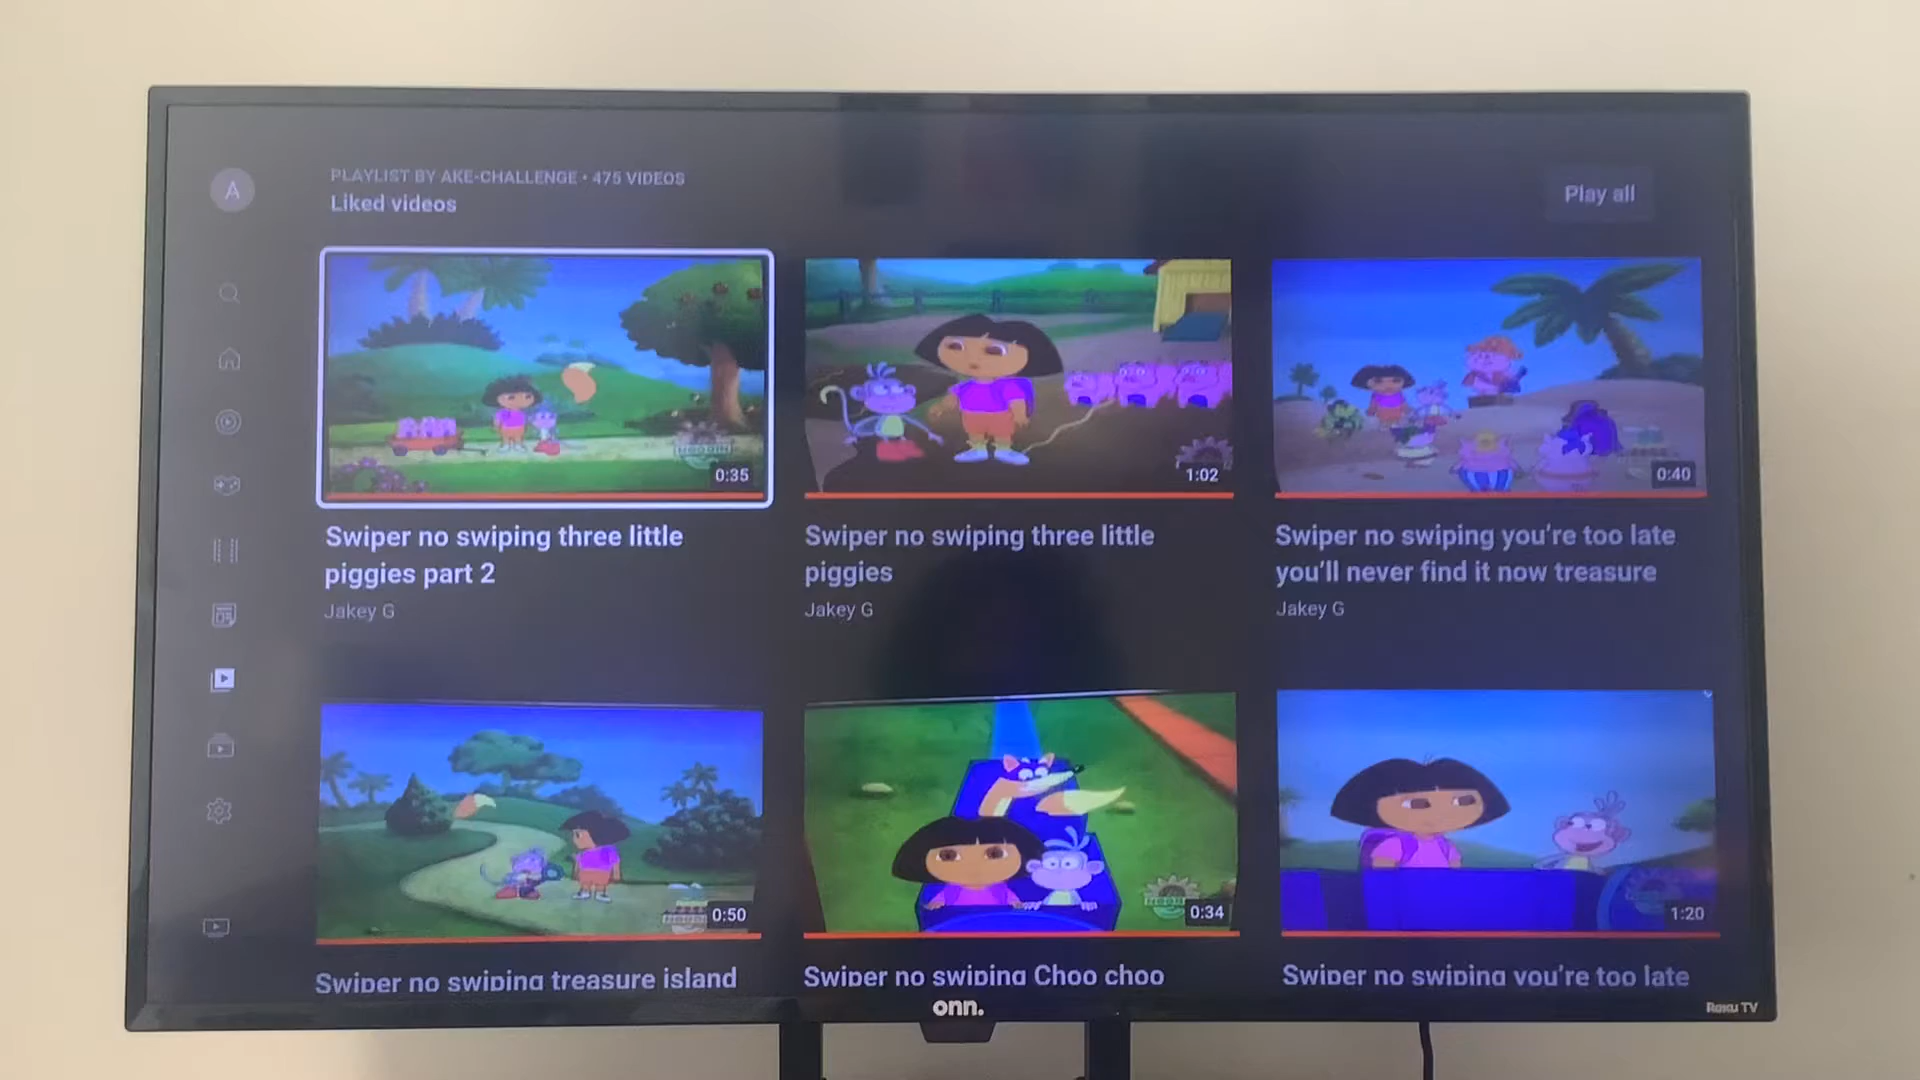 A
PLAYLIST BY AKE-CHALLENGE • 475 VIDEOS
Liked videos
Play all
0:35
1:02
0:40
Swiper no swiping three little
piggies part 2
Jakey G
Swiper no swiping three little
piggies
Jakey G
Swiper no swiping you're too late
you'll never find it now treasure
Jakey G
0:50
0:34
1:20
Swiper no swiping treasure island
Swiper no swiping Choo choo
Swiper no swiping you're too late
onn.
Roku TV